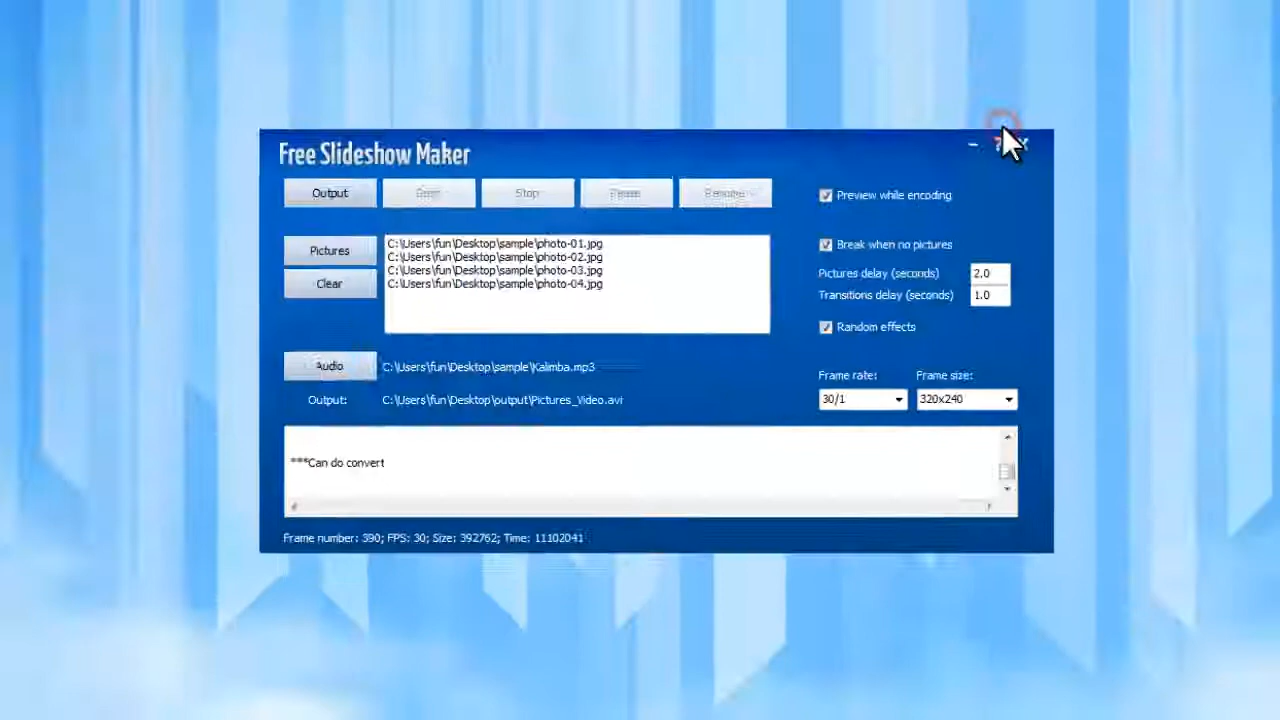 Free Slideshow Maker
Output Stop Pause
Preview while encoding
Pictures
Clear
C:\Users\fun\Desktop\sample\photo-01.jpg
C:\Users\fun\Desktop\sample\photo-02.jpg
C:\Users\fun\Desktop\sample\photo-03.jpg
C:\Users\fun\Desktop\sample\photo-04.jpg
Break when no pictures
Pictures delay (seconds) 2.0
Transitions delay (seconds) 1.0
Random effects
Audio C:\Users\fun\Desktop\sample\Kalimba.mp3
Output: C:\Users\fun\Desktop\output\Pictures_Video.avi
Frame rate: Frame size:
30/1 320x240
***Can do convert
Frame number: 390; FPS: 30; Size: 392762; Time: 11102041